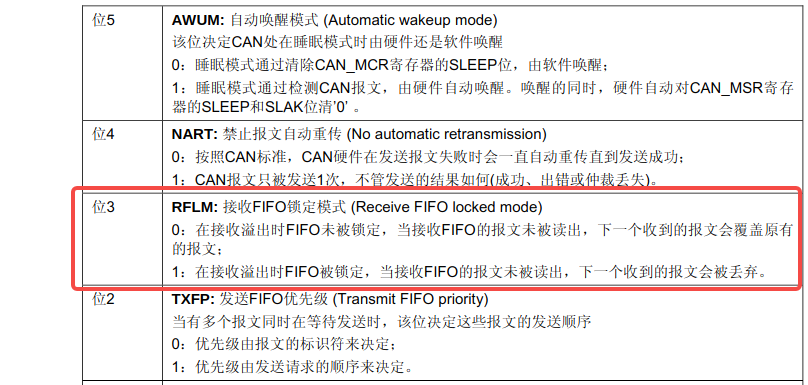 位5
AWUM: 自动唤醒模式 (Automatic wakeup mode)
该位决定CAN处在睡眠模式时由硬件还是软件唤醒
0：睡眠模式通过清除CAN_MCR寄存器的SLEEP位，由软件唤醒；
1：睡眠模式通过检测CAN报文，由硬件自动唤醒。唤醒的同时，硬件自动对CAN_MSR寄存
器的SLEEP和SLAK位清’0’ 。
位4
NART: 禁止报文自动重传 (No automatic retransmission)
0：按照CAN标准，CAN硬件在发送报文失败时会一直自动重传直到发送成功；
1：CAN报文只被发送1次，不管发送的结果如何(成功、出错或仲裁丢失)。
位3
RFLM: 接收FIFO锁定模式 (Receive FIFO locked mode)
0：在接收溢出时FIFO未被锁定，当接收FIFO的报文未被读出，下一个收到的报文会覆盖原有
的报文；
1：在接收溢出时FIFO被锁定，当接收FIFO的报文未被读出，下一个收到的报文会被丢弃。
位2
TXFP: 发送FIFO优先级 (Transmit FIFO priority)
当有多个报文同时在等待发送时，该位决定这些报文的发送顺序
0：优先级由报文的标识符来决定；
1：优先级由发送请求的顺序来决定。